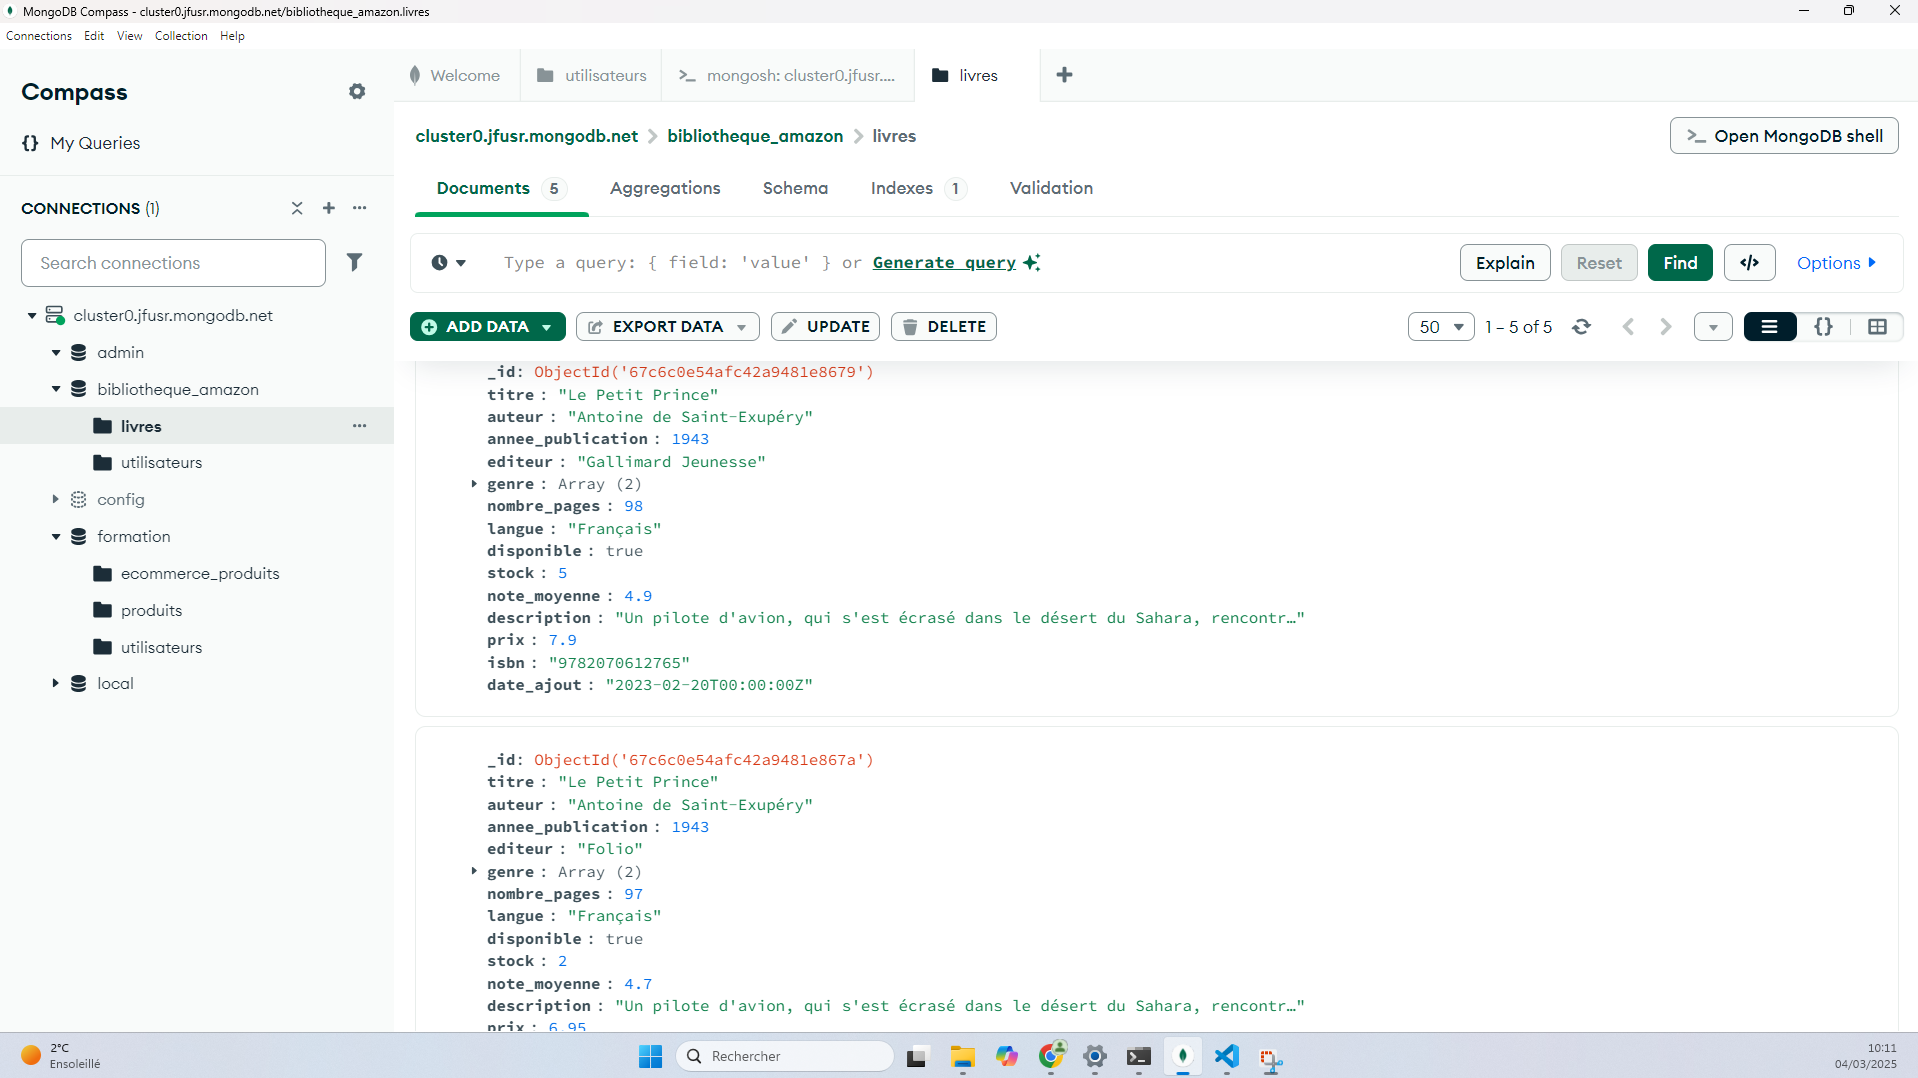 MongoDB Compass - cluster0.jfusr.mongodb.net/bibliotheque_amazon.livres
Connections Edit View Collection Help
Compass
{} My Queries
CONNECTIONS (1)
Search connections
cluster0.jfusr.mongodb.net
admin
bibliotheque_amazon
livres
utilisateurs
config
formation
ecommerce_produits
produits
utilisateurs
local
Welcome
utilisateurs
>_ mongosh: cluster0.jfusr....
livres
cluster0.jfusr.mongodb.net > bibliotheque_amazon > livres
>_ Open MongoDB shell
Documents 5 Aggregations Schema Indexes 1 Validation
Type a query: { field: 'value' } or Generate query
Explain Reset Find </> Options
ADD DATA EXPORT DATA UPDATE DELETE
50 1 – 5 of 5 {}
_id: ObjectId('67c6c0e54afc42a9481e8679')
titre : "Le Petit Prince"
auteur : "Antoine de Saint-Exupéry"
annee_publication : 1943
editeur : "Gallimard Jeunesse"
genre : Array (2)
nombre_pages : 98
langue : "Français"
disponible : true
stock : 5
note_moyenne : 4.9
description : "Un pilote d'avion, qui s'est écrasé dans le désert du Sahara, rencontr…"
prix : 7.9
isbn : "9782070612765"
date_ajout : "2023-02-20T00:00:00Z"
_id: ObjectId('67c6c0e54afc42a9481e867a')
titre : "Le Petit Prince"
auteur : "Antoine de Saint-Exupéry"
annee_publication : 1943
editeur : "Folio"
genre : Array (2)
nombre_pages : 97
langue : "Français"
disponible : true
stock : 2
note_moyenne : 4.7
description : "Un pilote d'avion, qui s'est écrasé dans le désert du Sahara, rencontr…"
prix : 6.95
2°C
Ensoleillé
Rechercher
10:11
04/03/2025